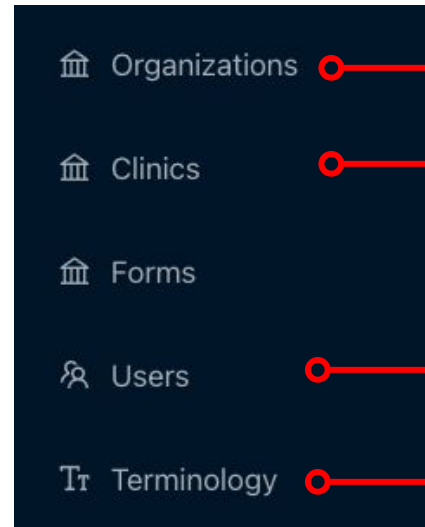 Organizations
Clinics
Forms
Users
Terminology